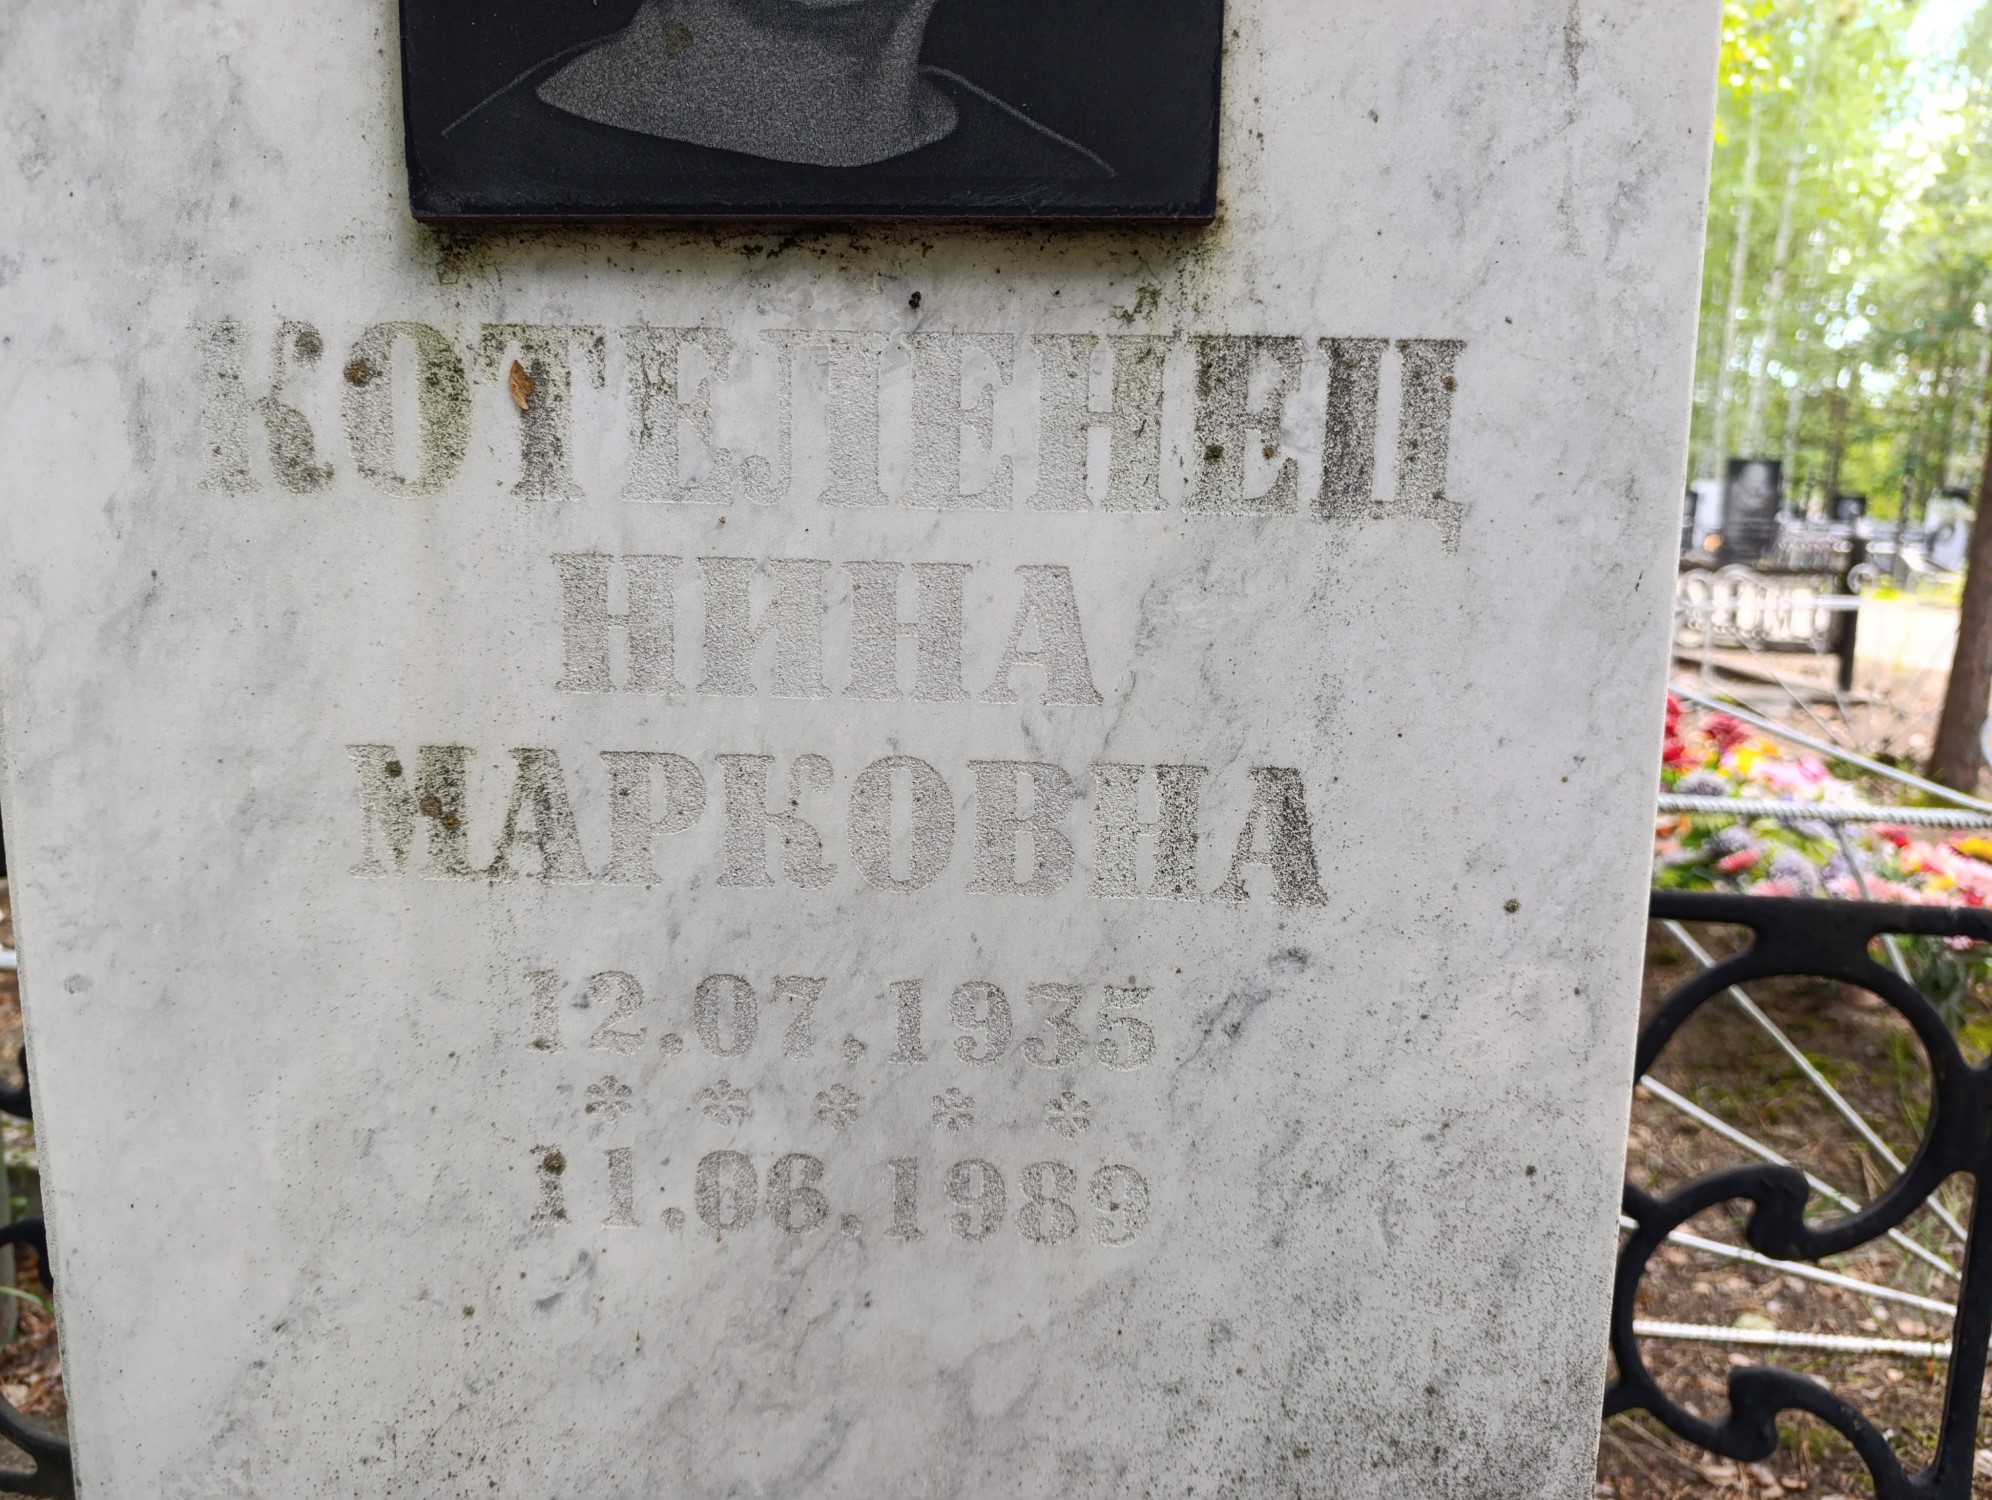 КОТЕЛЕНЕЦ
НИНА
МАРКОВНА
12.07.1935
*****
11.06.1989